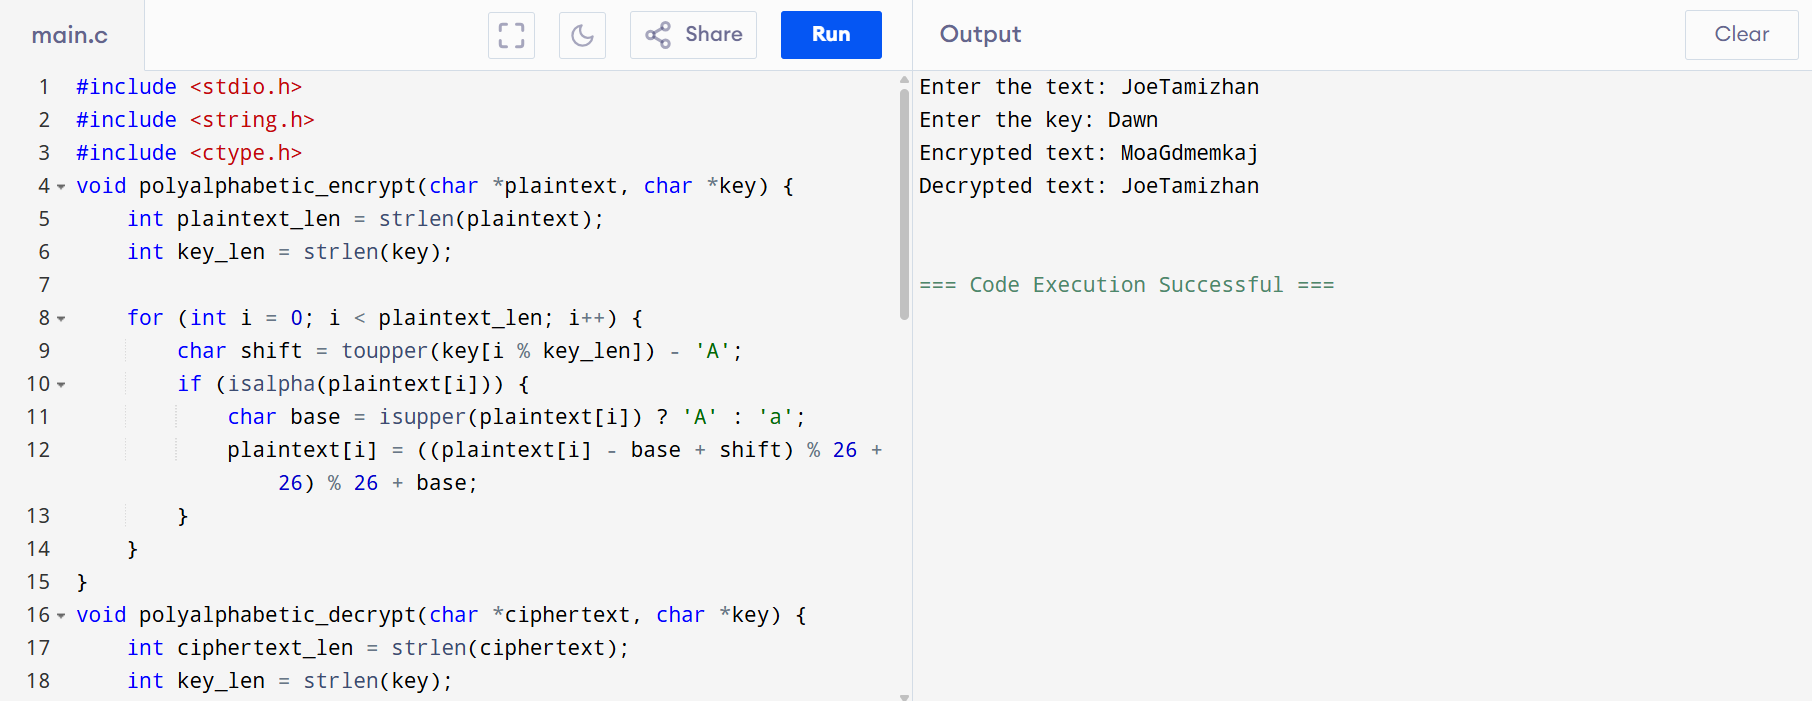 main.c
Share
Run
Output
Clear
1 #include <stdio.h>
2 #include <string.h>
3 #include <ctype.h>
4 void polyalphabetic_encrypt(char *plaintext, char *key) {
5     int plaintext_len = strlen(plaintext);
6     int key_len = strlen(key);
7
8     for (int i = 0; i < plaintext_len; i++) {
9         char shift = toupper(key[i % key_len]) - 'A';
10         if (isalpha(plaintext[i])) {
11             char base = isupper(plaintext[i]) ? 'A' : 'a';
12             plaintext[i] = ((plaintext[i] - base + shift) % 26 +
26) % 26 + base;
13         }
14     }
15 }
16 void polyalphabetic_decrypt(char *ciphertext, char *key) {
17     int ciphertext_len = strlen(ciphertext);
18     int key_len = strlen(key);
Enter the text: JoeTamizhan
Enter the key: Dawn
Encrypted text: MoaGdmemkaj
Decrypted text: JoeTamizhan
=== Code Execution Successful ===